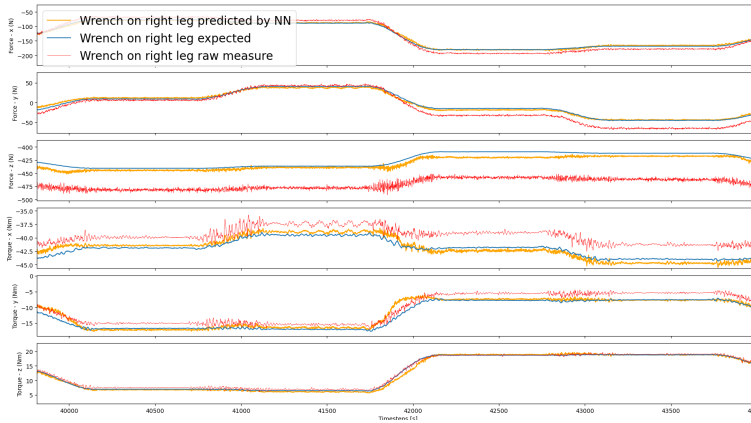 Wrench on right leg predicted by NN
Wrench on right leg expected
Wrench on right leg raw measure
Force - x (N)
−50
−100
−150
−200
Force - y (N)
50
0
−50
Force - z (N)
−400
−425
−450
−475
−500
Torque - x (Nm)
−35.0
−37.5
−40.0
−42.5
−45.0
Torque - y (Nm)
0
−5
−10
−15
Torque - z (Nm)
20
15
10
5
40000 40500 41000 41500 42000 42500 43000 43500